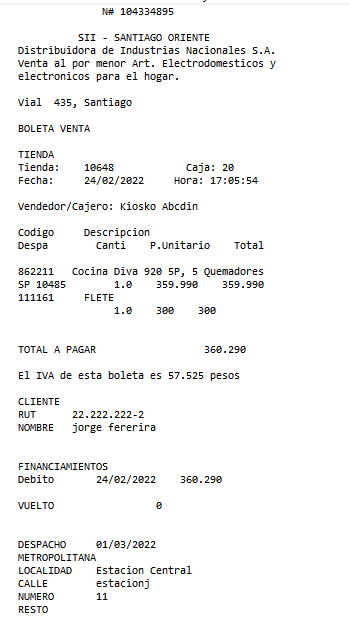 N# 104334895
SII - SANTIAGO ORIENTE
Distribuidora de Industrias Nacionales S.A.
Venta al por menor Art. Electrodomesticos y
electronicos para el hogar.
Vial 435, Santiago
BOLETA VENTA
TIENDA
Tienda: 10648 Caja: 20
Fecha: 24/02/2022 Hora: 17:05:54
Vendedor/Cajero: Kiosko Abcdin
Codigo Descripcion
Despa Canti P.Unitario Total
862211 Cocina Diva 920 5P, 5 Quemadores
SP 10485 1.0 359.990 359.990
111161 FLETE
1.0 300 300
TOTAL A PAGAR 360.290
El IVA de esta boleta es 57.525 pesos
CLIENTE
RUT 22.222.222-2
NOMBRE jorge fererira
FINANCIAMIENTOS
Debito 24/02/2022 360.290
VUELTO 0
DESPACHO 01/03/2022
METROPOLITANA
LOCALIDAD Estacion Central
CALLE estacionj
NUMERO 11
RESTO